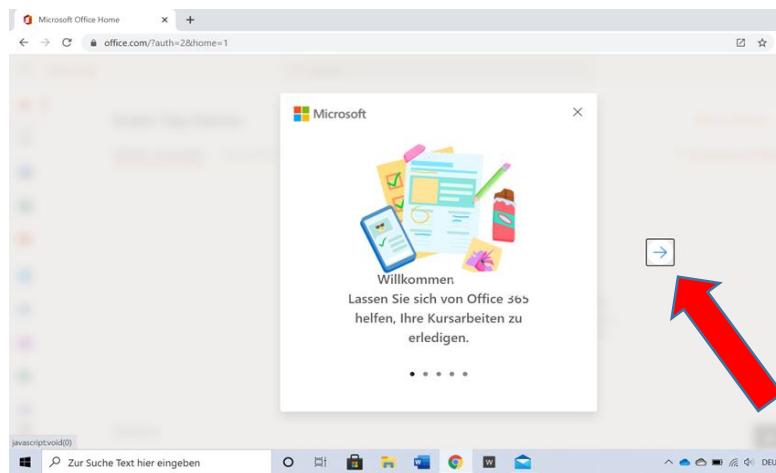 Microsoft Office Home
office.com/?auth=2&home=1
Microsoft
Willkommen
Lassen Sie sich von Office 365
helfen, Ihre Kursarbeiten zu
erledigen.
javascript:void(0)
Zur Suche Text hier eingeben
DEU